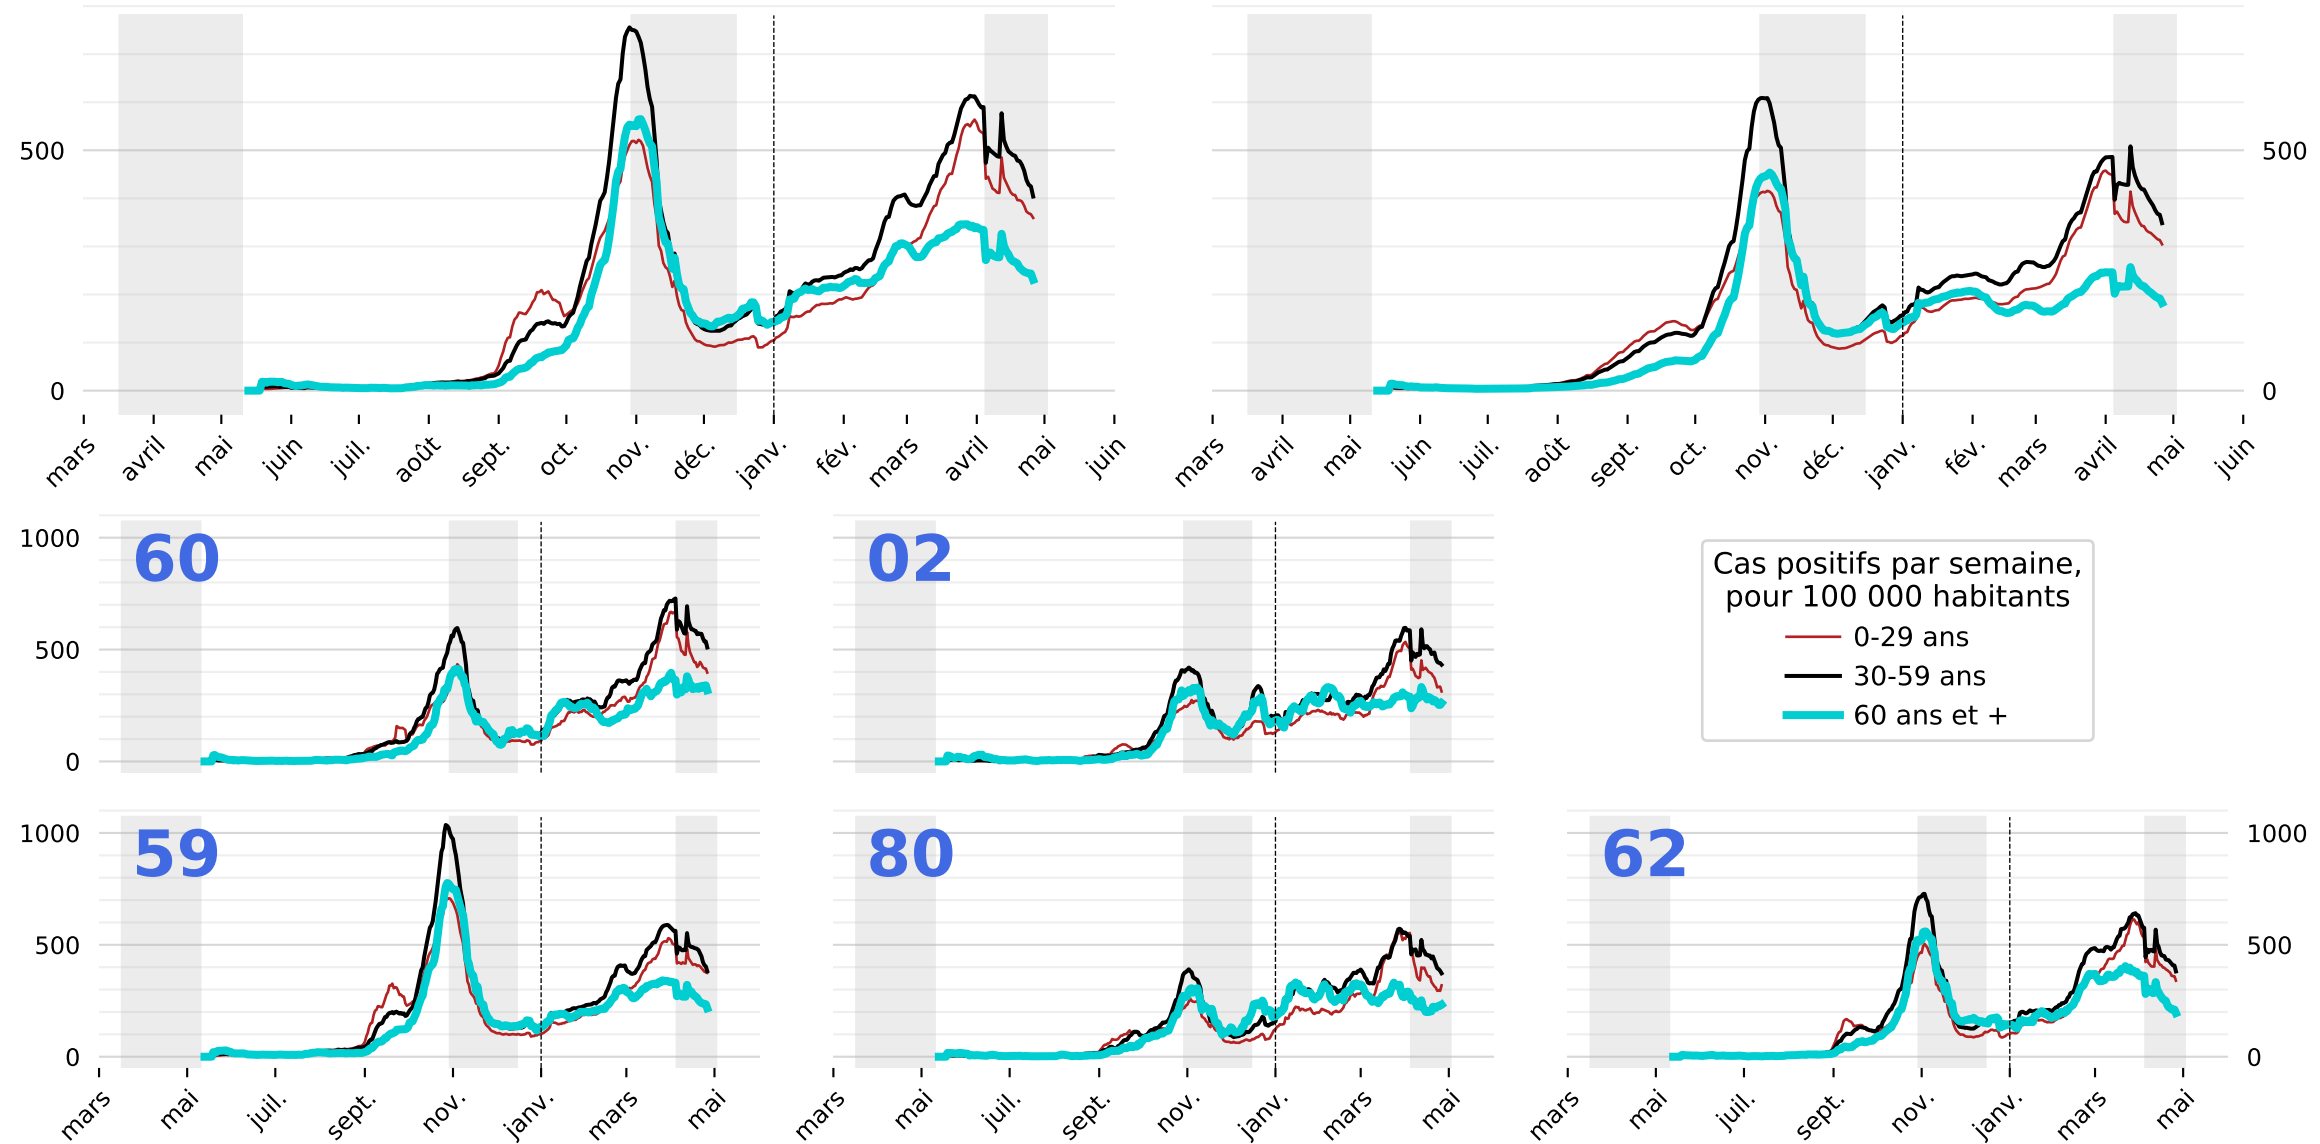 500
0
mars avril mai juin juil. août sept. oct. nov. déc. janv. fév. mars avril mai juin
500
0
mars avril mai juin juil. août sept. oct. nov. déc. janv. fév. mars avril mai juin
1000
500
0
60
02
Cas positifs par semaine,
pour 100 000 habitants
0-29 ans
30-59 ans
60 ans et +
1000
500
0
59
80
62
1000
500
0
mars mai juil. sept. nov. janv. mars mai
mars mai juil. sept. nov. janv. mars mai
mars mai juil. sept. nov. janv. mars mai